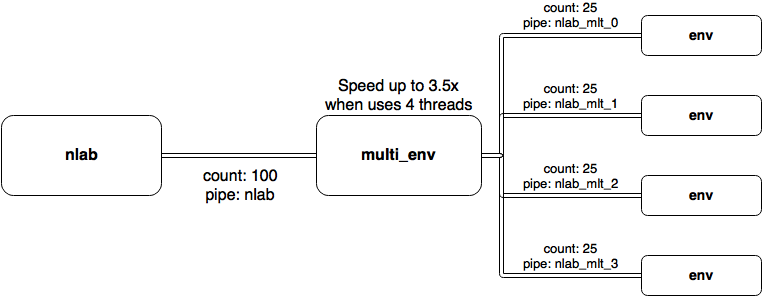 nlab
count: 100
pipe: nlab
Speed up to 3.5x
when uses 4 threads
multi_env
count: 25
pipe: nlab_mlt_0
env
count: 25
pipe: nlab_mlt_1
env
count: 25
pipe: nlab_mlt_2
env
count: 25
pipe: nlab_mlt_3
env